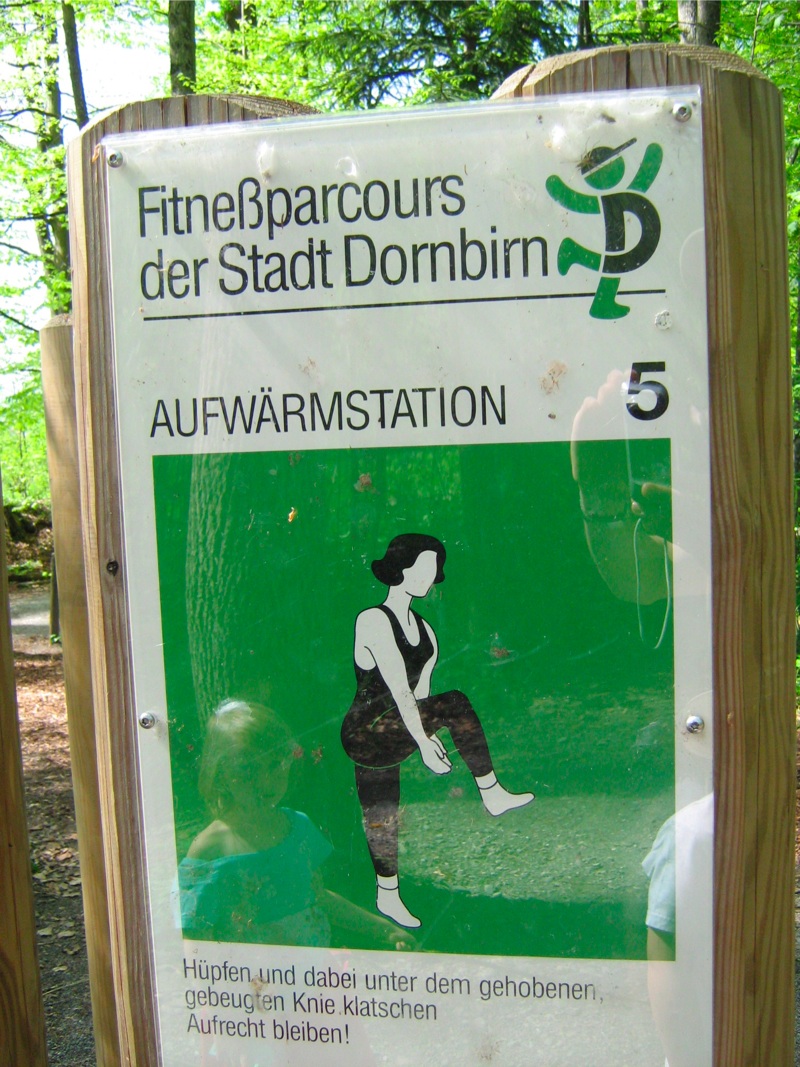 Fitneßparcours
der Stadt Dornbirn
AUFWÄRMSTATION 5
Hüpfen und dabei unter dem gehobenen,
gebeugten Knie klatschen
Aufrecht bleiben!